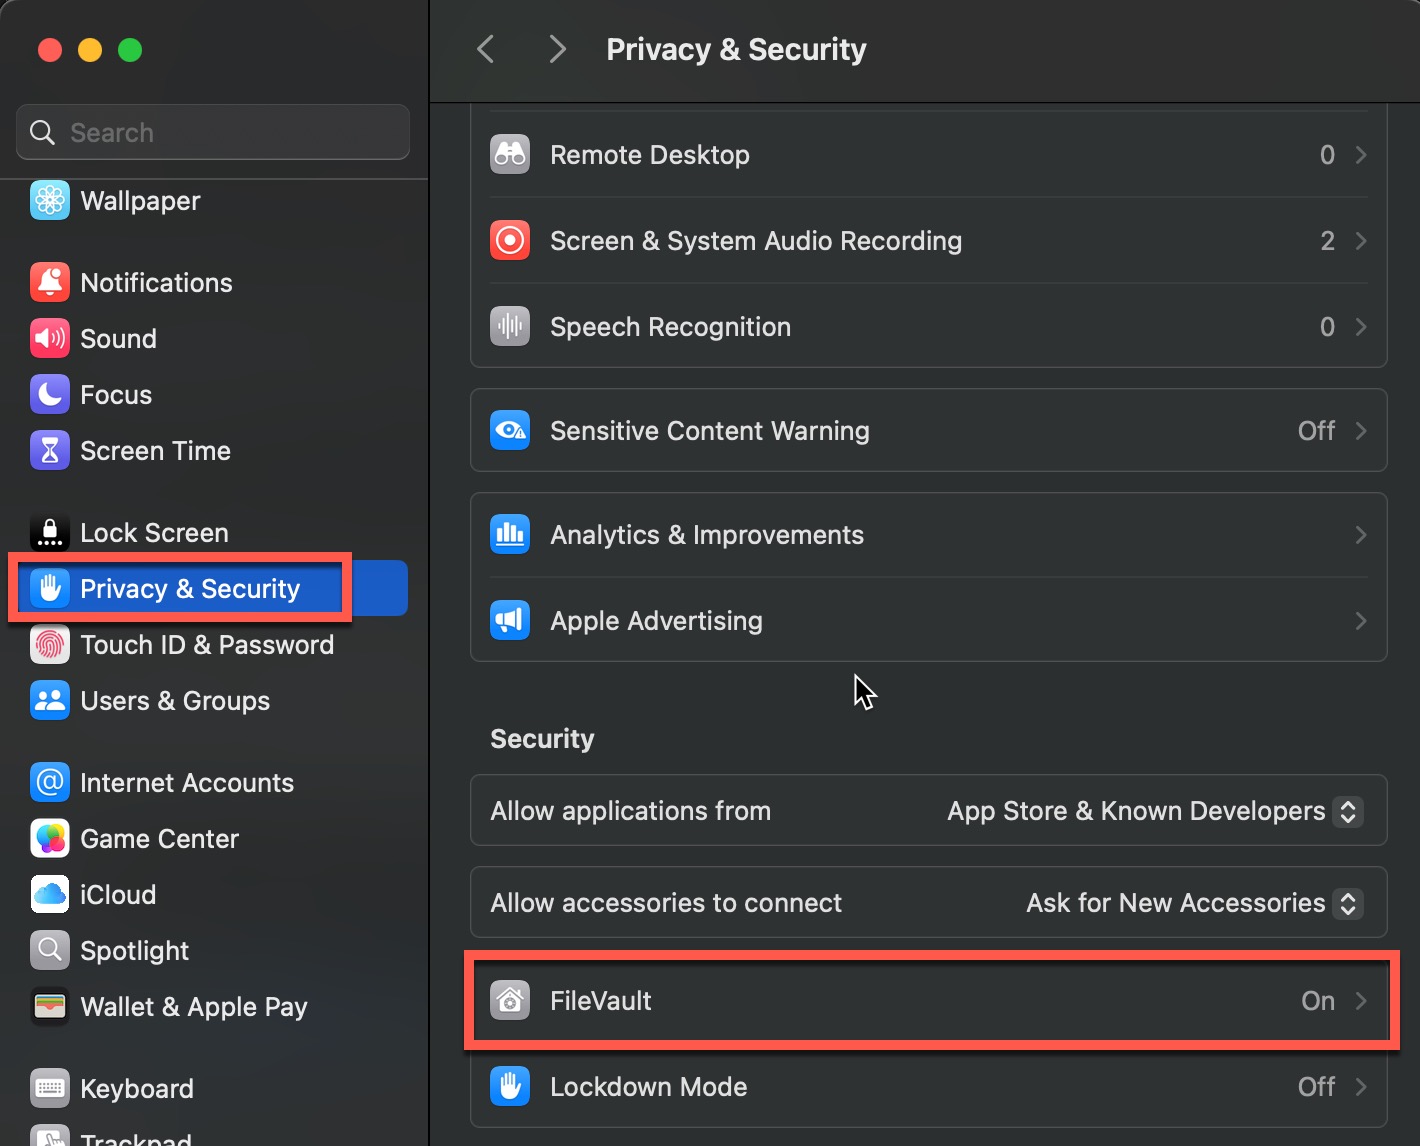 Privacy & Security
Search
Wallpaper
Notifications
Sound
Focus
Screen Time
Lock Screen
Privacy & Security
Touch ID & Password
Users & Groups
Internet Accounts
Game Center
iCloud
Spotlight
Wallet & Apple Pay
Keyboard
Trackpad
Remote Desktop 0
Screen & System Audio Recording 2
Speech Recognition 0
Sensitive Content Warning Off
Analytics & Improvements
Apple Advertising
Security
Allow applications from App Store & Known Developers
Allow accessories to connect Ask for New Accessories
FileVault On
Lockdown Mode Off